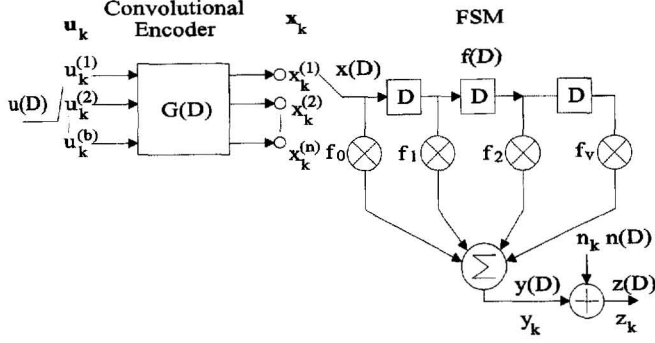 Convolutional Encoder
FSM
u_k
x_k
u(D)
u_k^(1)
u_k^(2)
u_k^(b)
G(D)
x_k^(1)
x_k^(2)
x_k^(n)
x(D)
f(D)
D
D
D
f_0
f_1
f_2
f_v
Σ
n_k n(D)
y(D)
y_k
z(D)
z_k